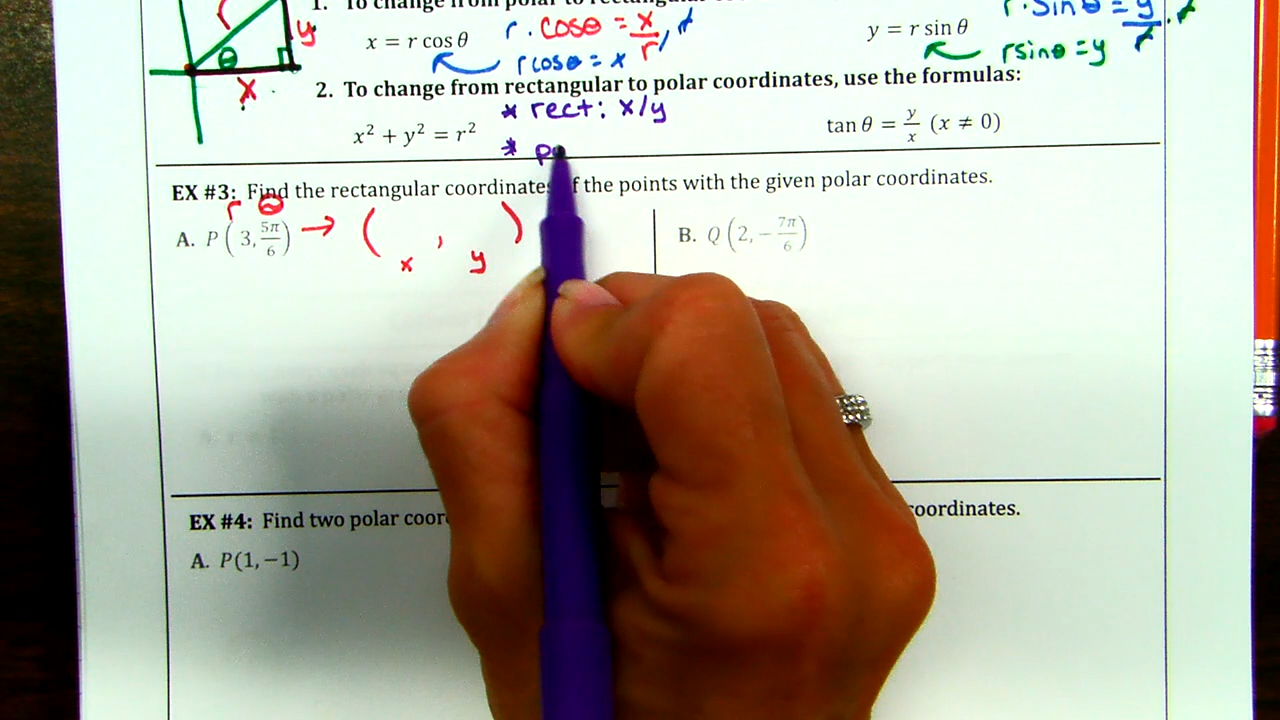 1. To change from polar to rectangular
r · cosθ = x/r · r
r · sinθ = y/r · r
x = r cos θ
y = r sin θ
r
y
θ
x
rcosθ = x
rsinθ = y
2. To change from rectangular to polar coordinates, use the formulas:
* rect: x/y
x² + y² = r²
tan θ = y/x (x ≠ 0)
* po
EX #3: Find the rectangular coordinates of the points with the given polar coordinates.
r θ
A. P(3, 5π/6) → ( , )
x y
B. Q(2, −7π/6)
EX #4: Find two polar coor
coordinates.
A. P(1, −1)